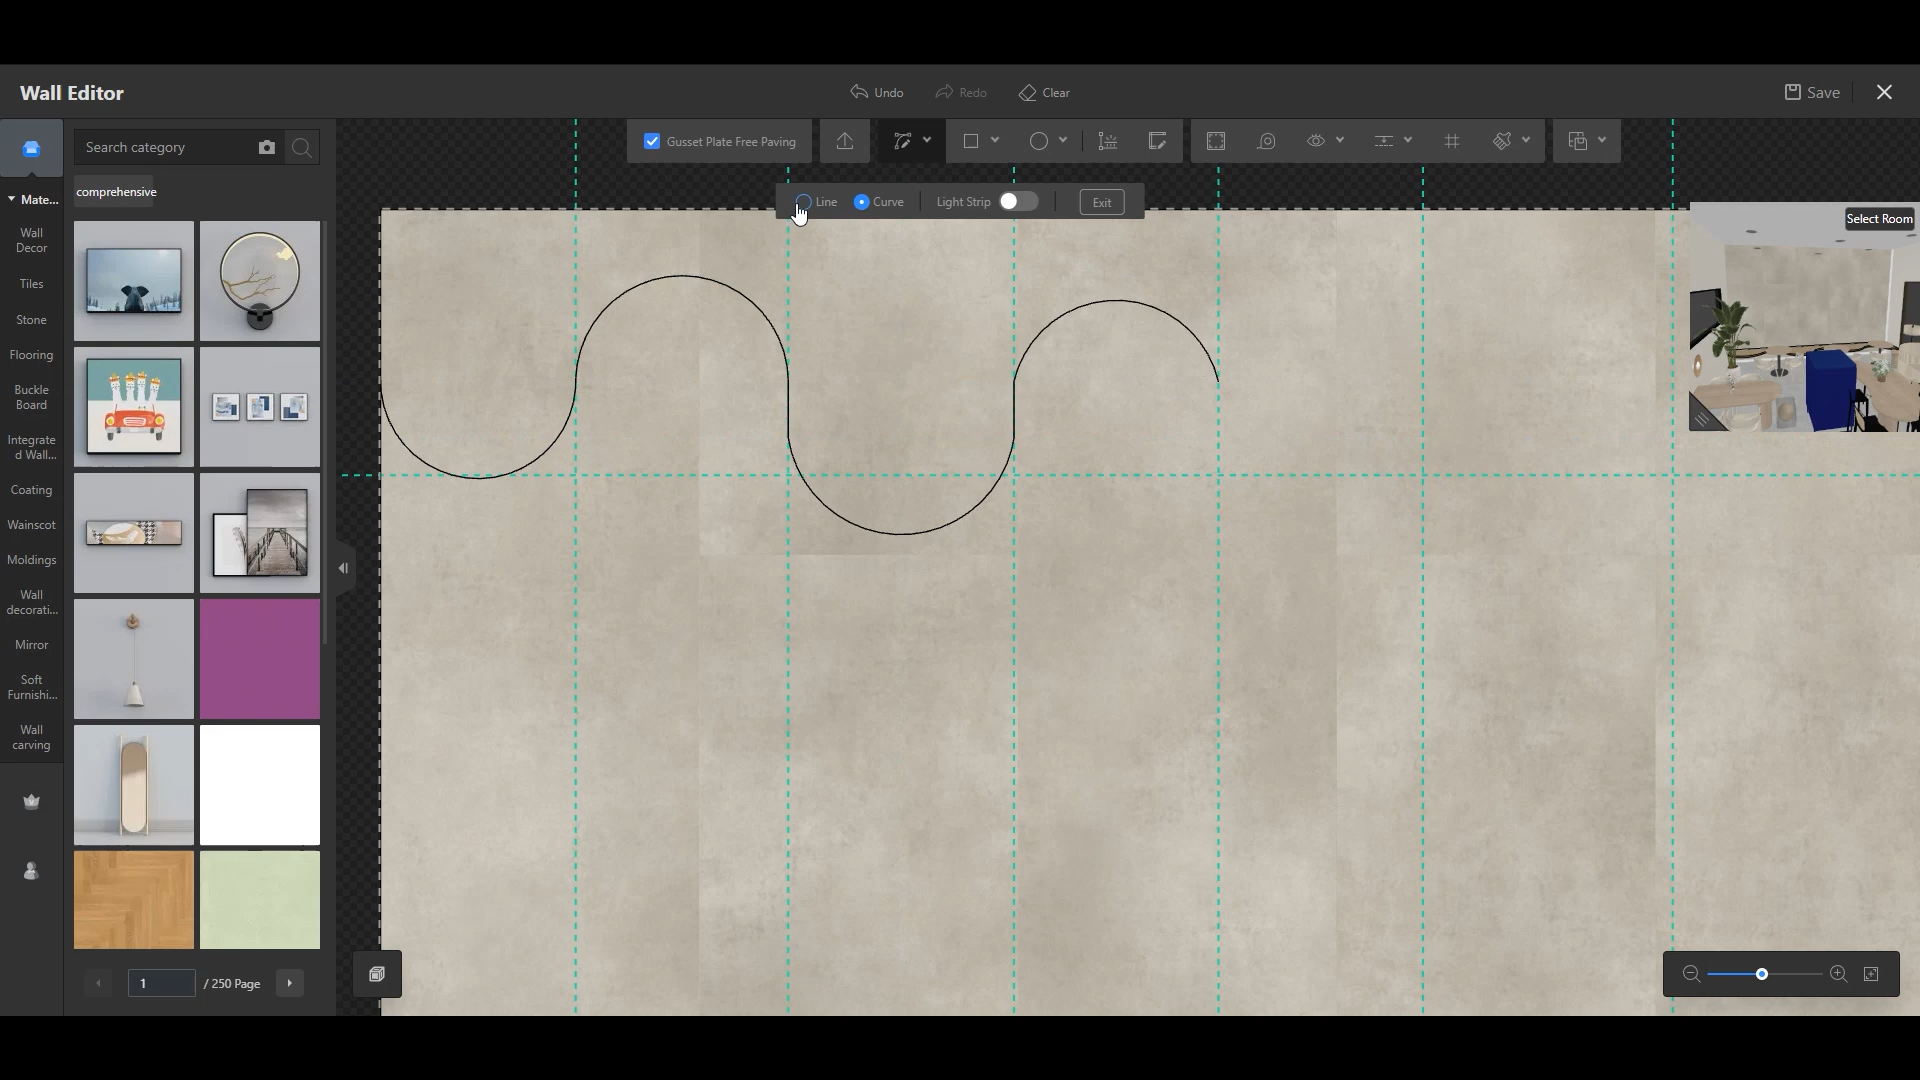 Wall Editor
Undo
Redo
Clear
Save
Search category
Gusset Plate Free Paving
comprehensive
Mate...
Line
Curve
Light Strip
Exit
Select Room
Wall
Decor
Tiles
Stone
Flooring
Buckle
Board
Integrate
d Wall...
Coating
Wainscot
Moldings
Wall
decorati...
Mirror
Soft
Furnishi...
Wall
carving
1
/ 250 Page